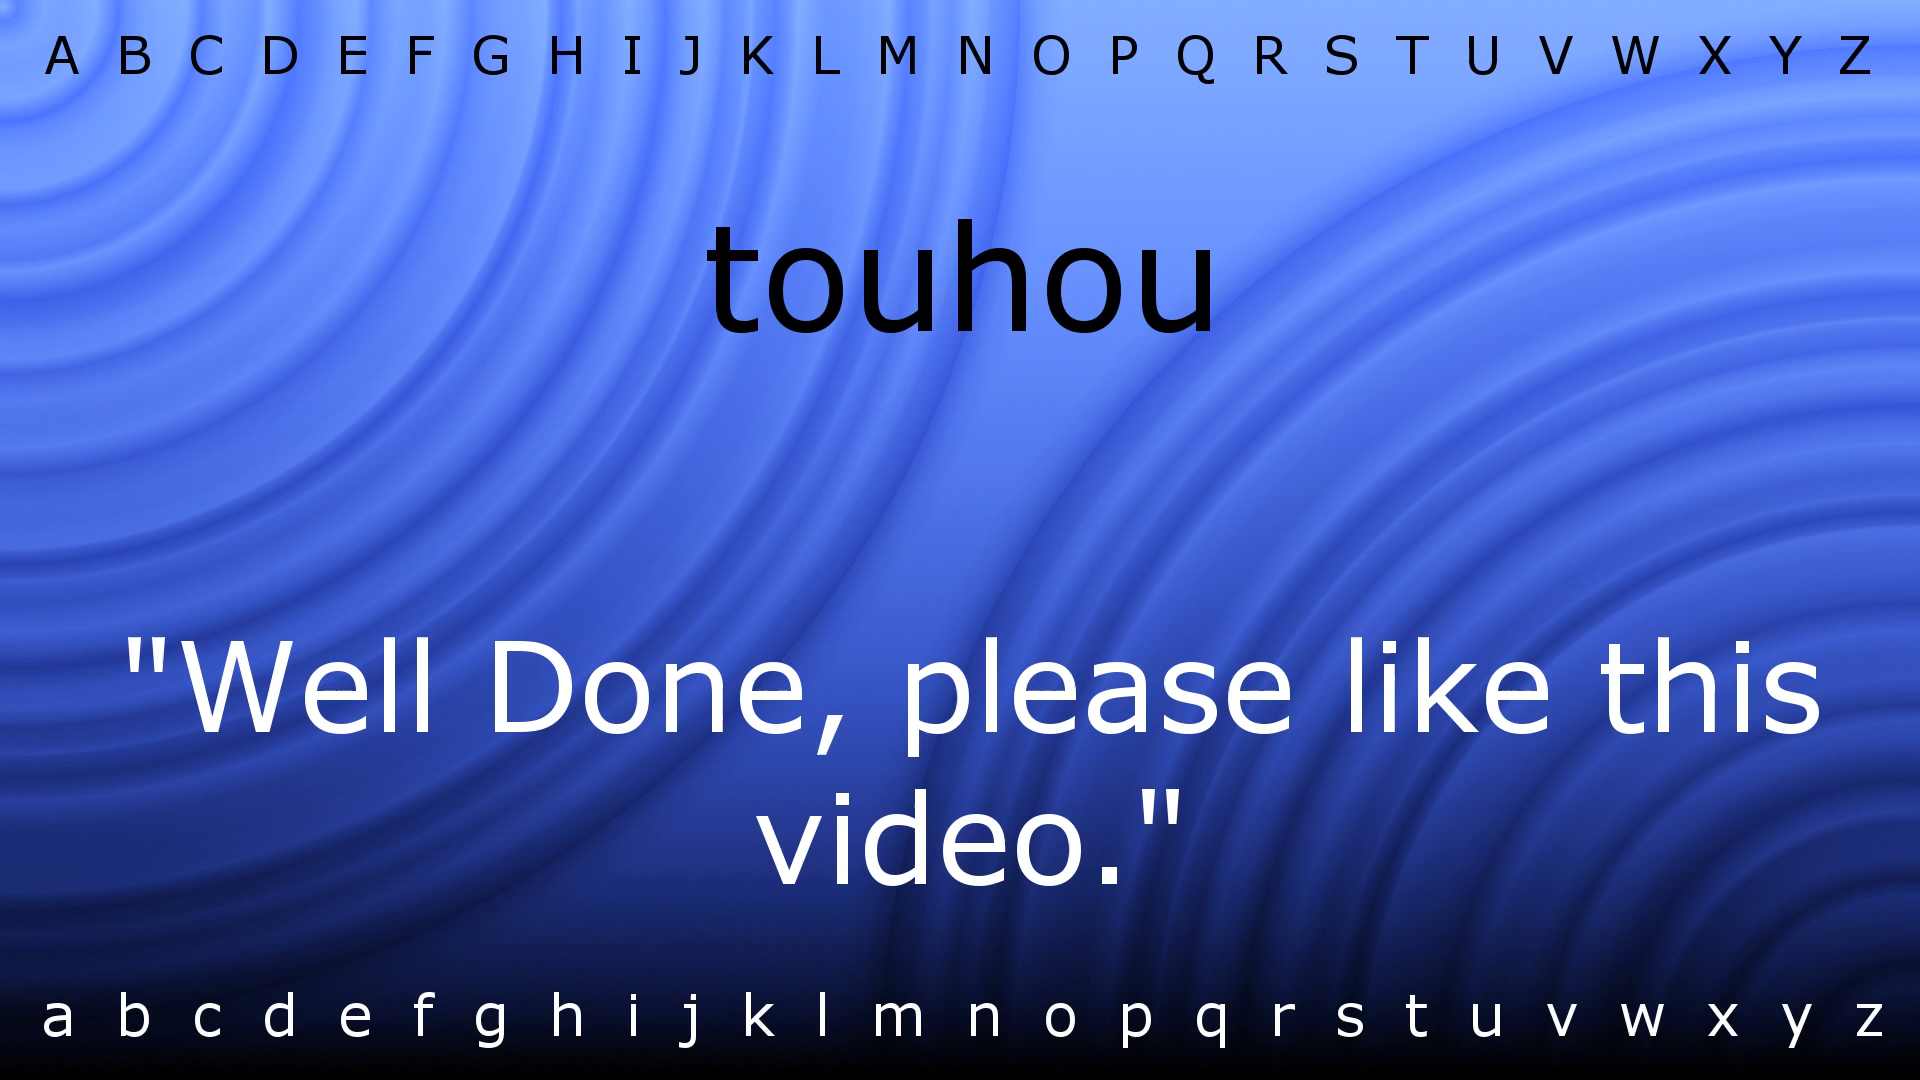 A B C D E F G H I J K L M N O P Q R S T U V W X Y Z
touhou
"Well Done, please like this
video."
a b c d e f g h i j k l m n o p q r s t u v w x y z